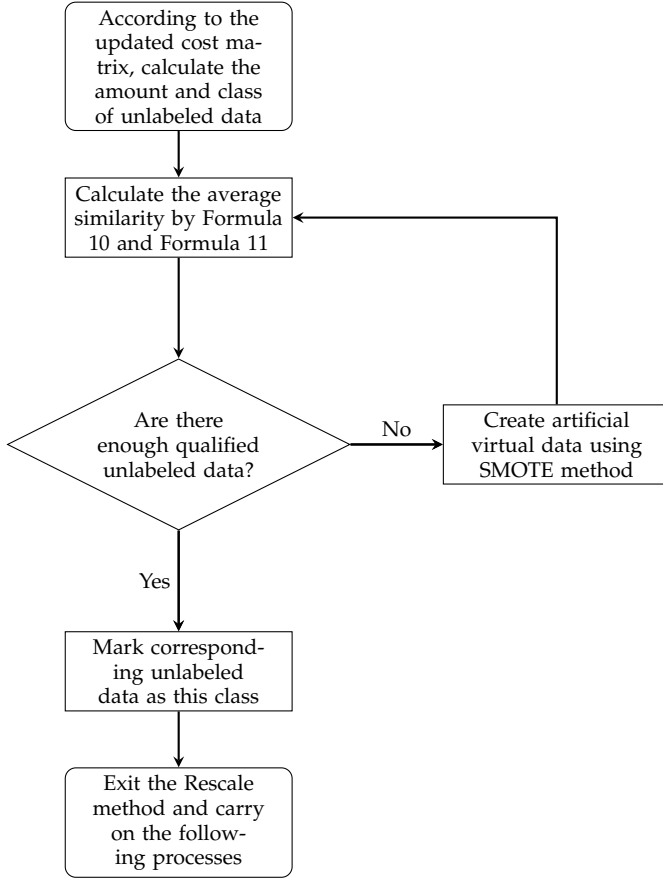 According to the
updated cost ma-
trix, calculate the
amount and class
of unlabeled data
Calculate the average
similarity by Formula
10 and Formula 11
Are there
enough qualified
unlabeled data?
No
Create artificial
virtual data using
SMOTE method
Yes
Mark correspond-
ing unlabeled
data as this class
Exit the Rescale
method and carry
on the follow-
ing processes